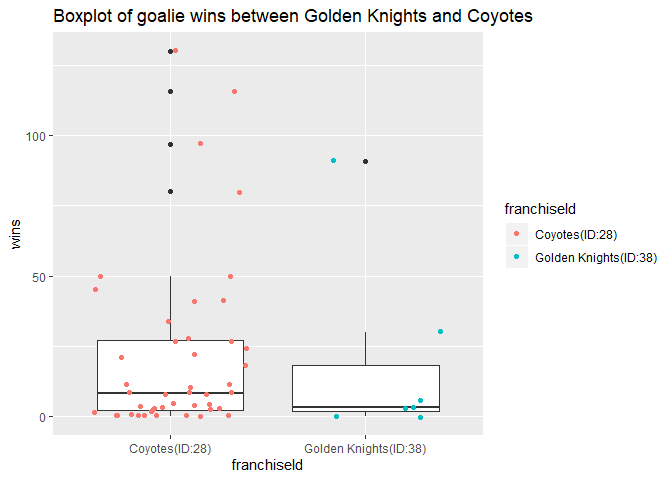 Boxplot of goalie wins between Golden Knights and Coyotes
100
50
0
wins
Coyotes(ID:28)
Golden Knights(ID:38)
franchiseId
franchiseId
Coyotes(ID:28)
Golden Knights(ID:38)